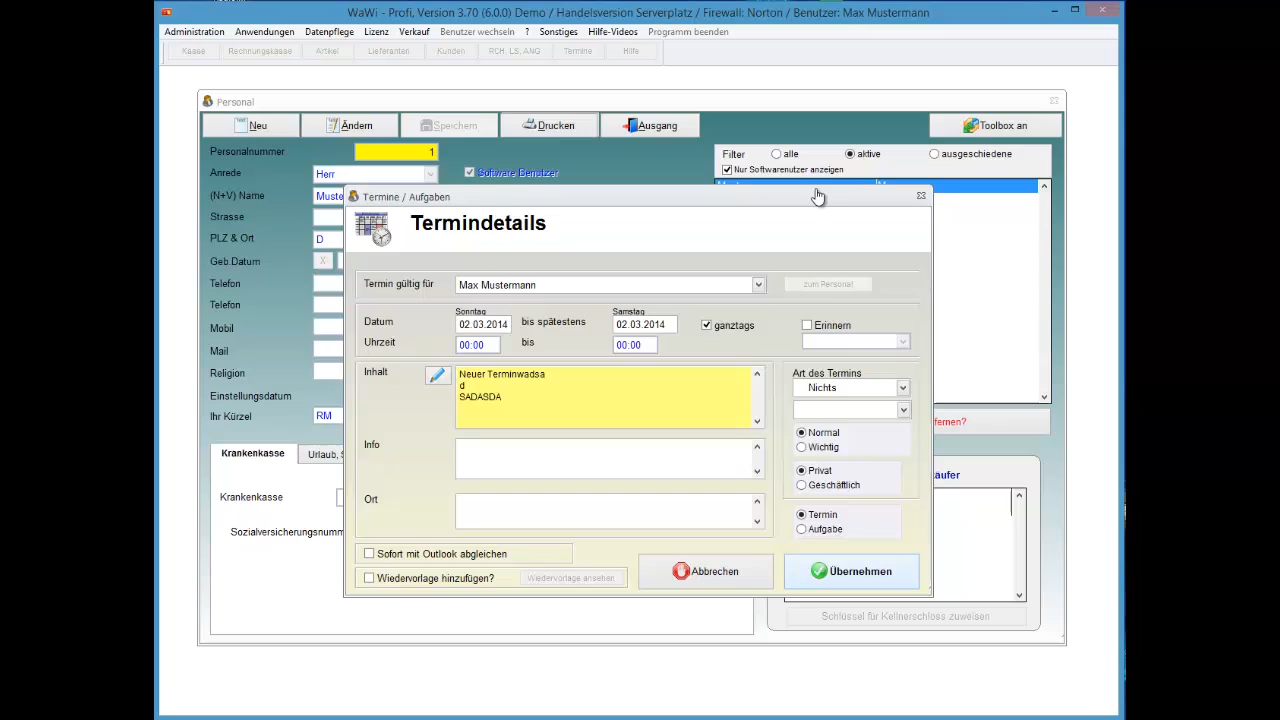 WaWi - Profi, Version 3.70 (6.0.0) Demo / Handelsversion Serverplatz / Firewall: Norton / Benutzer: Max Mustermann
Administration Anwendungen Datenpflege Lizenz Verkauf Benutzer wechseln ? Sonstiges Hilfe-Videos Programm beenden
Kasse Rechnungskasse Artikel Lieferanten Kunden RCH, LS, ANG Termine Hilfe
Personal
Neu Ändern Speichern Drucken Ausgang Toolbox an
Personalnummer 1
Filter alle aktive ausgeschiedene
Anrede Herr Software Benutzer
Nur Softwarenutzer anzeigen
(N+V) Name Muste
Strasse
PLZ & Ort D
Geb.Datum X
Telefon
Telefon
Mobil
Mail
Religion
Einstellungsdatum
Ihr Kürzel RM
fernen?
Krankenkasse Urlaub, S
äufer
Krankenkasse
Sozialversicherungsnumm
Schlüssel für Kellnerschloss zuweisen
Termine / Aufgaben
Termindetails
Termin gültig für Max Mustermann zum Personal
Sonntag Samstag
Datum 02.03.2014 bis spätestens 02.03.2014 ganztags Erinnern
Uhrzeit 00:00 bis 00:00
Inhalt Neuer Terminwadsa
d
SADASDA
Art des Terms
Nichts
Normal
Wichtig
Info
Privat
Geschäftlich
Ort
Termin
Aufgabe
Sofort mit Outlook abgleichen
Wiedervorlage hinzufügen? Wiedervorlage ansehen
Abbrechen Übernehmen